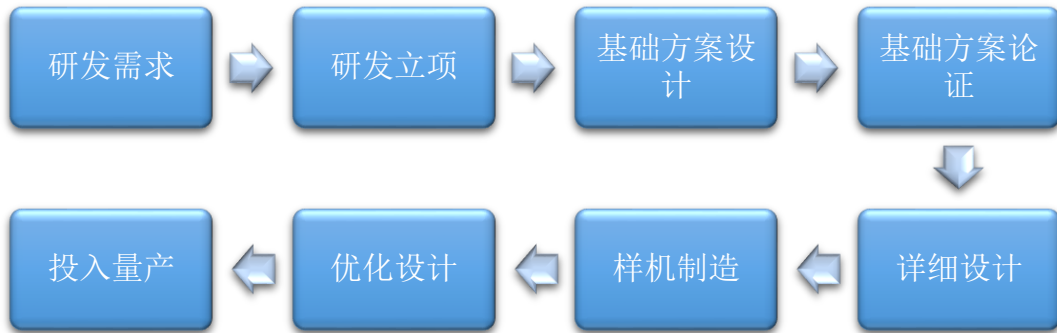 研发需求
研发立项
基础方案设
计
基础方案论
证
详细设计
样机制造
优化设计
投入量产